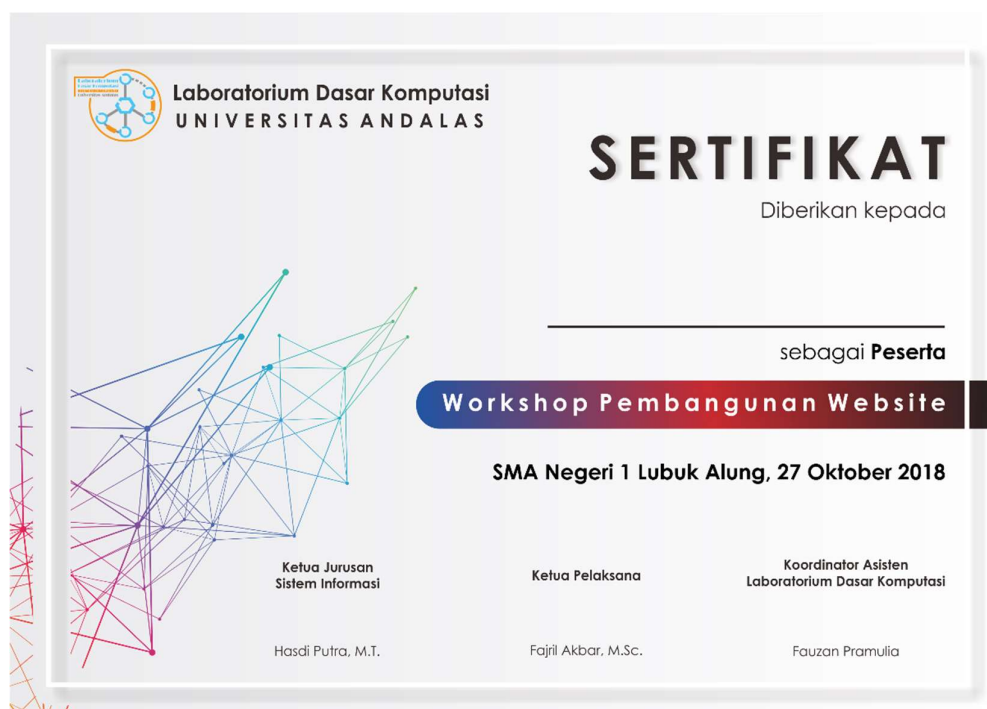 Laboratorium Dasar Komputasi
UNIVERSITAS ANDALAS
SERTIFIKAT
Diberikan kepada
sebagai Peserta
Workshop Pembangunan Website
SMA Negeri 1 Lubuk Alung, 27 Oktober 2018
Ketua Jurusan
Sistem Informasi
Hasdi Putra, M.T.
Ketua Pelaksana
Fajril Akbar, M.Sc.
Koordinator Asisten
Laboratorium Dasar Komputasi
Fauzan Pramulia